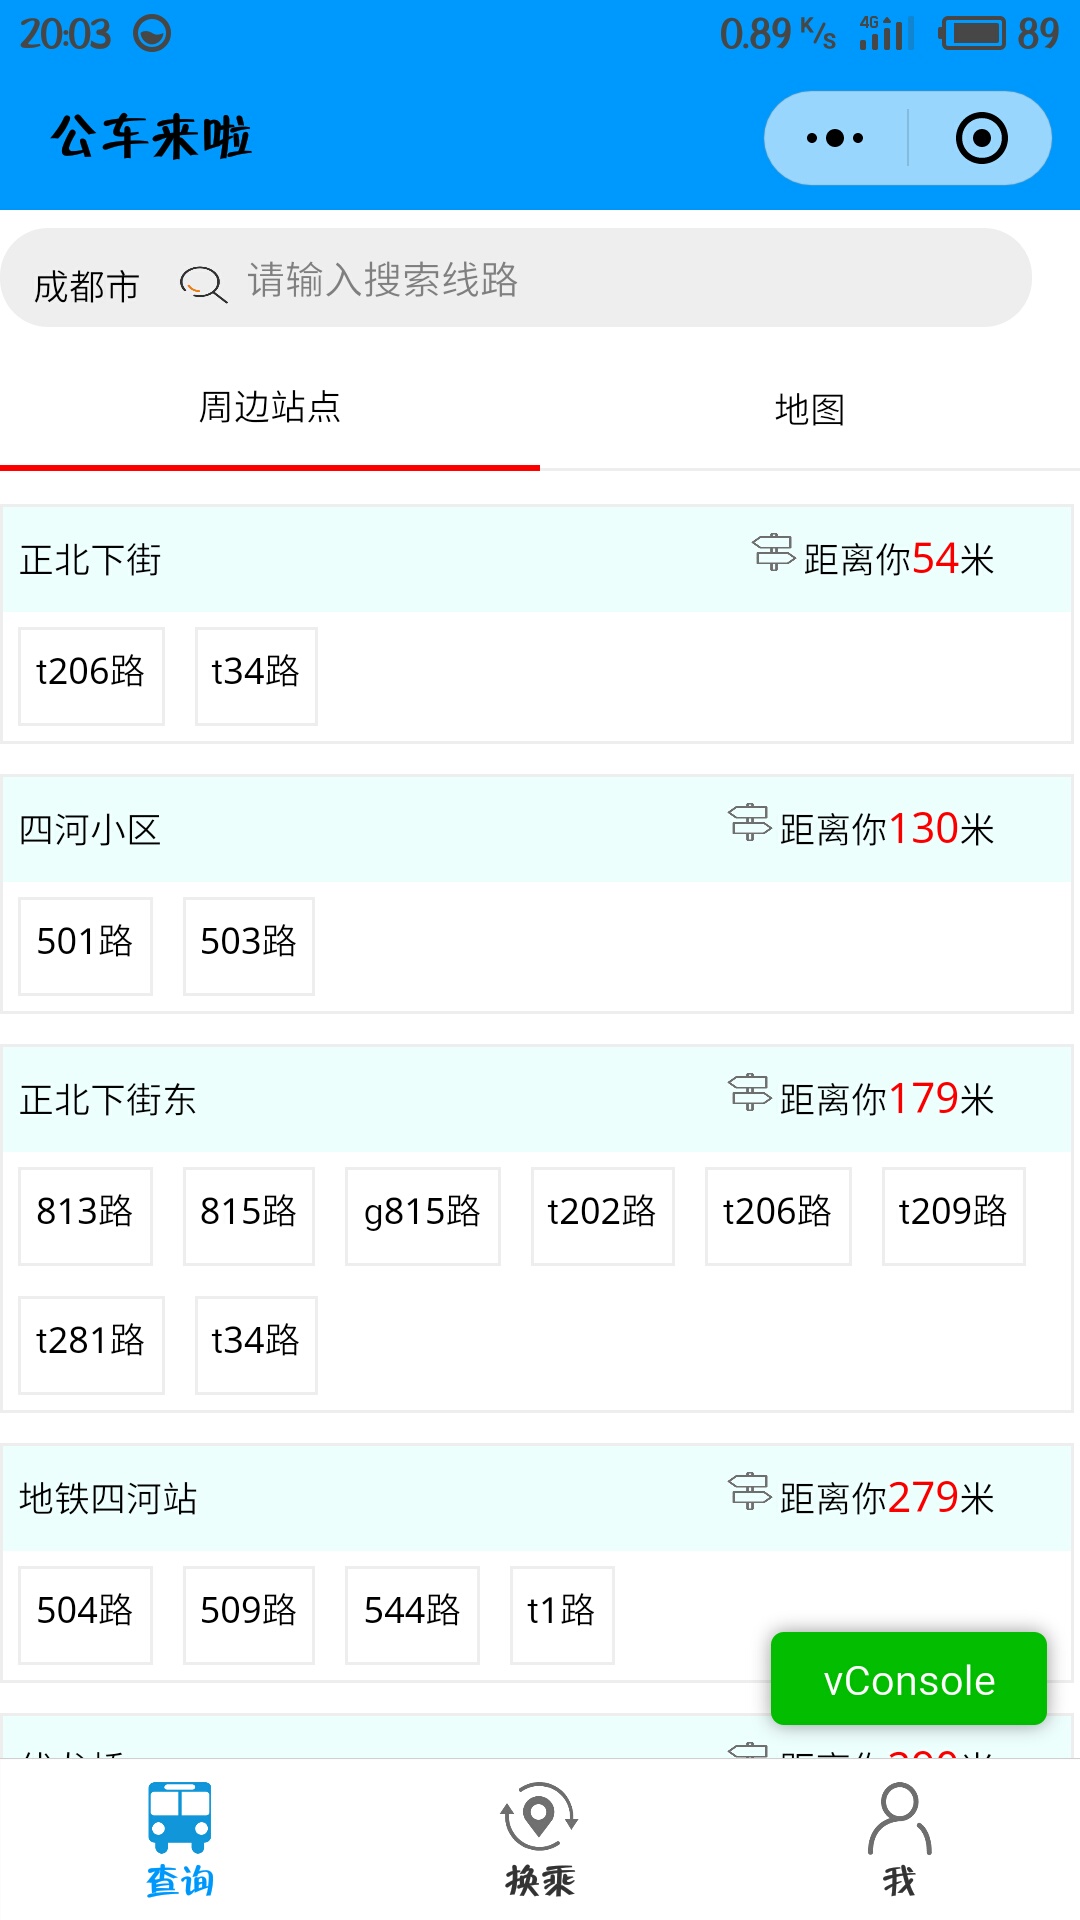 20:03 0.89 K/s 4G 89
公车来啦
成都市 请输入搜索线路
周边站点 地图
正北下街 距离你54米
t206路 t34路
四河小区 距离你130米
501路 503路
正北下街东 距离你179米
813路 815路 g815路 t202路 t206路 t209路
t281路 t34路
地铁四河站 距离你279米
504路 509路 544路 t1路
vConsole
查询 换乘 我